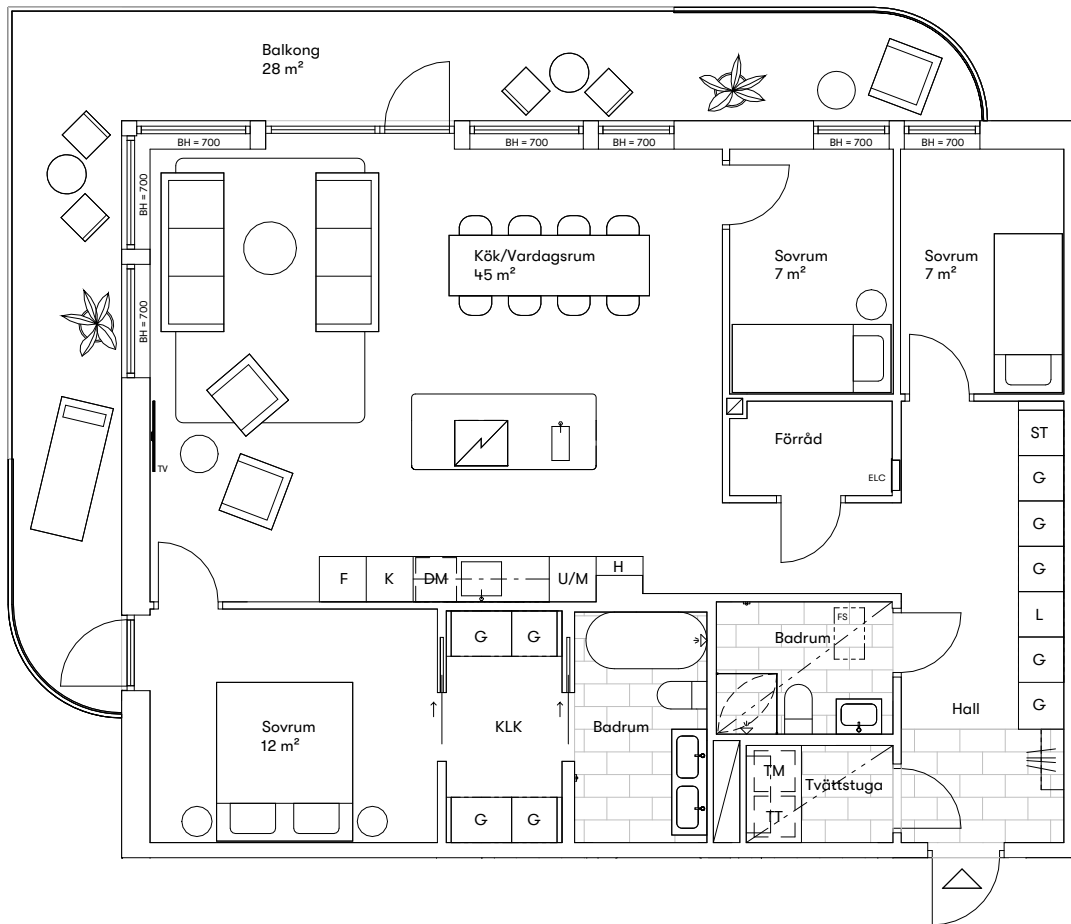 Balkong
28 m²
BH = 700
BH = 700
BH = 700
BH = 700
BH = 700
BH = 700
BH = 700
Kök/Vardagsrum
45 m²
Sovrum
7 m²
Sovrum
7 m²
Förråd
ELC
TV
ST
G
G
G
L
G
G
F
K
DM
U/M
H
G
G
KLK
G
G
Sovrum
12 m²
Badrum
Badrum
FS
Hall
TM
TT
Tvättstuga